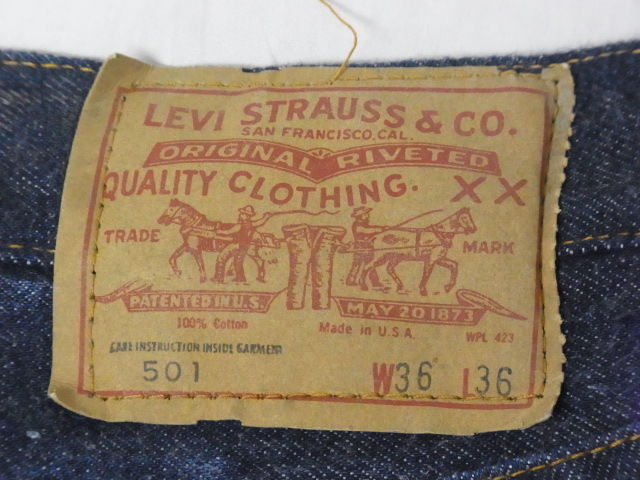 LEVI STRAUSS & CO.
SAN FRANCISCO, CAL.
ORIGINAL RIVETED
QUALITY CLOTHING. XX
TRADE MARK
PATENTED IN U.S. MAY 20 1873
100% Cotton Made in U.S.A. WPL 423
CARE INSTRUCTION INSIDE GARMENT
501 W36 L36